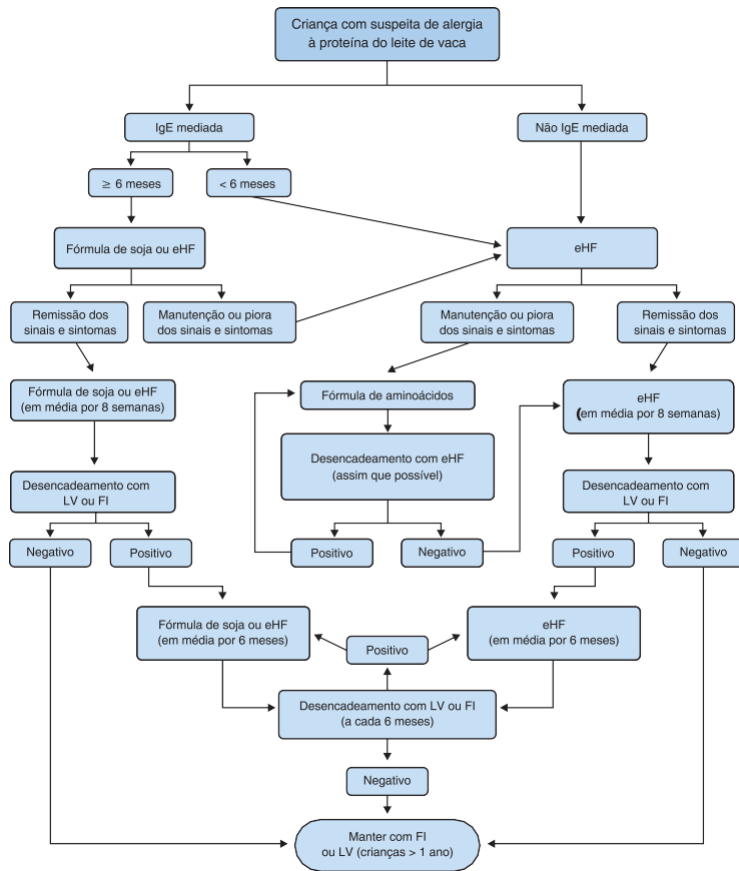 Criança com suspeita de alergia
à proteína do leite de vaca
IgE mediada
Não IgE mediada
≥ 6 meses
< 6 meses
Fórmula de soja ou eHF
eHF
Remissão dos
sinais e sintomas
Manutenção ou piora
dos sinais e sintomas
Manutenção ou piora
dos sinais e sintomas
Remissão dos
sinais e sintomas
Fórmula de soja ou eHF
(em média por 8 semanas)
Fórmula de aminoácidos
eHF
(em média por 8 semanas)
Desencadeamento com eHF
(assim que possível)
Desencadeamento com
LV ou FI
Desencadeamento com
LV ou FI
Negativo
Positivo
Positivo
Negativo
Positivo
Negativo
Fórmula de soja ou eHF
(em média por 6 meses)
eHF
(em média por 6 meses)
Positivo
Desencadeamento com LV ou FI
(a cada 6 meses)
Negativo
Manter com FI
ou LV (crianças > 1 ano)